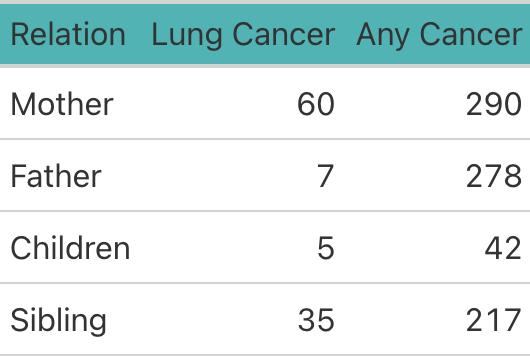 Relation Lung Cancer Any Cancer
Mother 60 290
Father 7 278
Children 5 42
Sibling 35 217